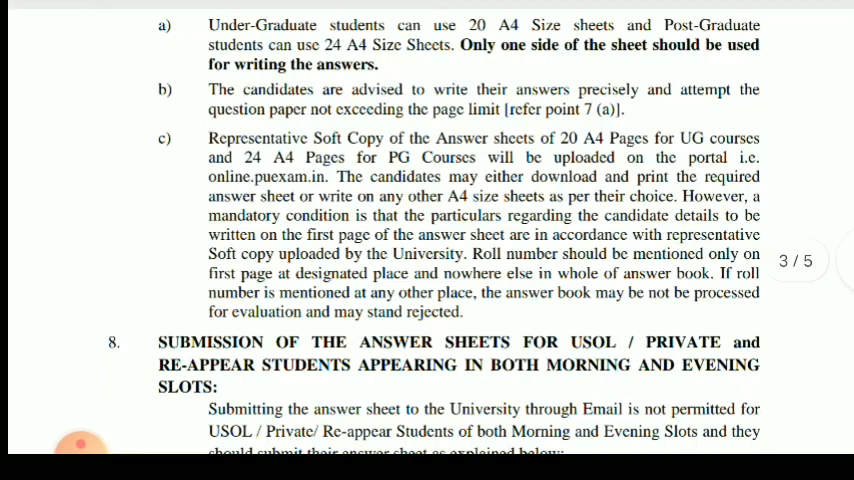 a) Under-Graduate students can use 20 A4 Size sheets and Post-Graduate
students can use 24 A4 Size Sheets. Only one side of the sheet should be used
for writing the answers.
b) The candidates are advised to write their answers precisely and attempt the
question paper not exceeding the page limit [refer point 7 (a)].
c) Representative Soft Copy of the Answer sheets of 20 A4 Pages for UG courses
and 24 A4 Pages for PG Courses will be uploaded on the portal i.e.
online.puexam.in. The candidates may either download and print the required
answer sheet or write on any other A4 size sheets as per their choice. However, a
mandatory condition is that the particulars regarding the candidate details to be
written on the first page of the answer sheet are in accordance with representative
Soft copy uploaded by the University. Roll number should be mentioned only on
first page at designated place and nowhere else in whole of answer book. If roll
number is mentioned at any other place, the answer book may be not be processed
for evaluation and may stand rejected.
3 / 5
8. SUBMISSION OF THE ANSWER SHEETS FOR USOL / PRIVATE and
RE-APPEAR STUDENTS APPEARING IN BOTH MORNING AND EVENING
SLOTS:
Submitting the answer sheet to the University through Email is not permitted for
USOL / Private/ Re-appear Students of both Morning and Evening Slots and they
should submit their answer sheet as explained below: